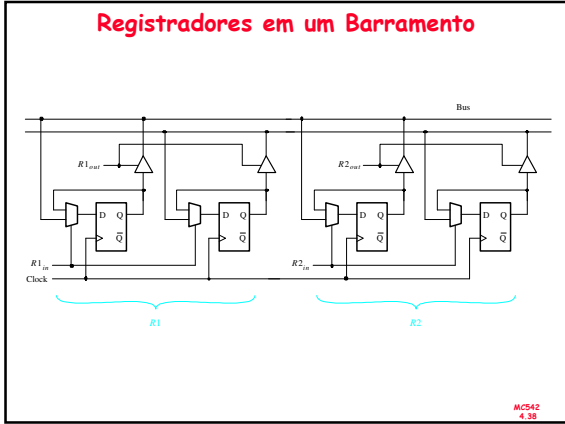 Registradores em um Barramento
Bus
R1out R2out
D Q D Q D Q D Q
Q Q Q Q
R1in R2in
Clock
R1 R2
MC542
4.38